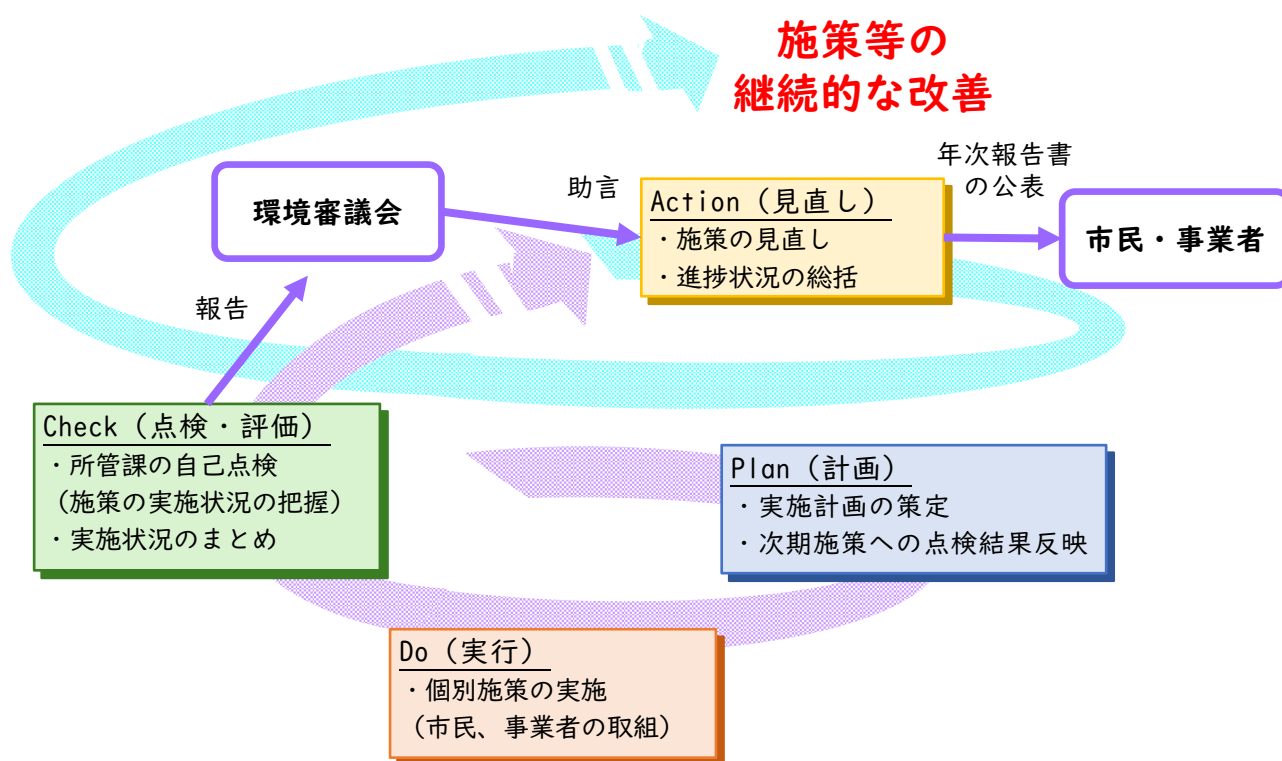 施策等の
継続的な改善
年次報告書
の公表
助言
環境審議会
Action（見直し）
・施策の見直し
・進捗状況の総括
市民・事業者
報告
Check（点検・評価）
・所管課の自己点検
（施策の実施状況の把握）
・実施状況のまとめ
Plan（計画）
・実施計画の策定
・次期施策への点検結果反映
Do（実行）
・個別施策の実施
（市民、事業者の取組）